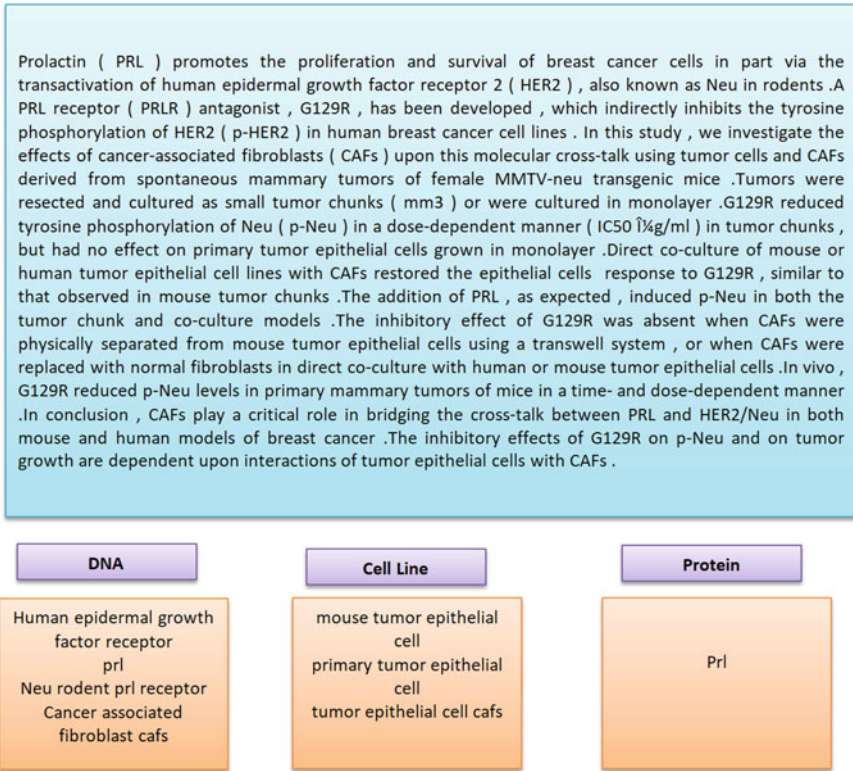 Prolactin ( PRL ) promotes the proliferation and survival of breast cancer cells in part via the
transactivation of human epidermal growth factor receptor 2 ( HER2 ) , also known as Neu in rodents .A
PRL receptor ( PRLR ) antagonist , G129R , has been developed , which indirectly inhibits the tyrosine
phosphorylation of HER2 ( p-HER2 ) in human breast cancer cell lines . In this study , we investigate the
effects of cancer-associated fibroblasts ( CAFs ) upon this molecular cross-talk using tumor cells and CAFs
derived from spontaneous mammary tumors of female MMTV-neu transgenic mice .Tumors were
resected and cultured as small tumor chunks ( mm3 ) or were cultured in monolayer .G129R reduced
tyrosine phosphorylation of Neu ( p-Neu ) in a dose-dependent manner ( IC50 μg/ml ) in tumor chunks ,
but had no effect on primary tumor epithelial cells grown in monolayer .Direct co-culture of mouse or
human tumor epithelial cell lines with CAFs restored the epithelial cells response to G129R , similar to
that observed in mouse tumor chunks .The addition of PRL , as expected , induced p-Neu in both the
tumor chunk and co-culture models .The inhibitory effect of G129R was absent when CAFs were
physically separated from mouse tumor epithelial cells using a transwell system , or when CAFs were
replaced with normal fibroblasts in direct co-culture with human or mouse tumor epithelial cells .In vivo ,
G129R reduced p-Neu levels in primary mammary tumors of mice in a time- and dose-dependent manner
.In conclusion , CAFs play a critical role in bridging the cross-talk between PRL and HER2/Neu in both
mouse and human models of breast cancer .The inhibitory effects of G129R on p-Neu and on tumor
growth are dependent upon interactions of tumor epithelial cells with CAFs .
DNA
Human epidermal growth
factor receptor
prl
Neu rodent prl receptor
Cancer associated
fibroblast cafs
Cell Line
mouse tumor epithelial
cell
primary tumor epithelial
cell
tumor epithelial cell cafs
Protein
Prl